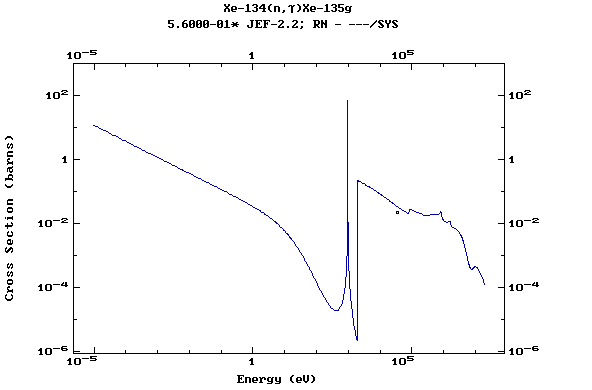 Xe-134(n,γ)Xe-135g
5.6000-01* JEF-2.2; RN - ---/SYS
10⁻⁵ 1 10⁵
10² 10²
1 1
10⁻² 10⁻²
10⁻⁴ 10⁻⁴
10⁻⁶ 10⁻⁶
10⁻⁵ 1 10⁵
Cross Section (barns)
Energy (eV)